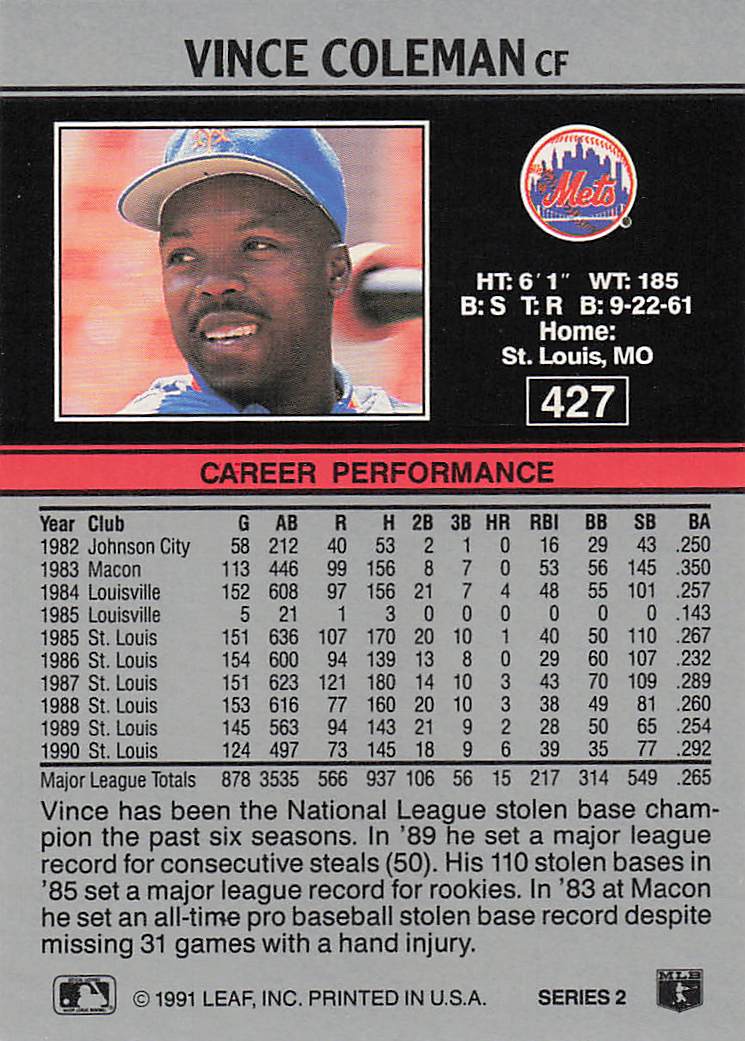 VINCE COLEMAN CF
Mets
HT: 6' 1" WT: 185
B: S T: R B: 9-22-61
Home:
St. Louis, MO
427
CAREER PERFORMANCE
Year Club G AB R H 2B 3B HR RBI BB SB BA
1982 Johnson City 58 212 40 53 2 1 0 16 29 43 .250
1983 Macon 113 446 99 156 8 7 0 53 56 145 .350
1984 Louisville 152 608 97 156 21 7 4 48 55 101 .257
1985 Louisville 5 21 1 3 0 0 0 0 0 0 .143
1985 St. Louis 151 636 107 170 20 10 1 40 50 110 .267
1986 St. Louis 154 600 94 139 13 8 0 29 60 107 .232
1987 St. Louis 151 623 121 180 14 10 3 43 70 109 .289
1988 St. Louis 153 616 77 160 20 10 3 38 49 81 .260
1989 St. Louis 145 563 94 143 21 9 2 28 50 65 .254
1990 St. Louis 124 497 73 145 18 9 6 39 35 77 .292
Major League Totals 878 3535 566 937 106 56 15 217 314 549 .265
Vince has been the National League stolen base cham-
pion the past six seasons. In '89 he set a major league
record for consecutive steals (50). His 110 stolen bases in
'85 set a major league record for rookies. In '83 at Macon
he set an all-time pro baseball stolen base record despite
missing 31 games with a hand injury.
© 1991 LEAF, INC. PRINTED IN U.S.A. SERIES 2 MLB